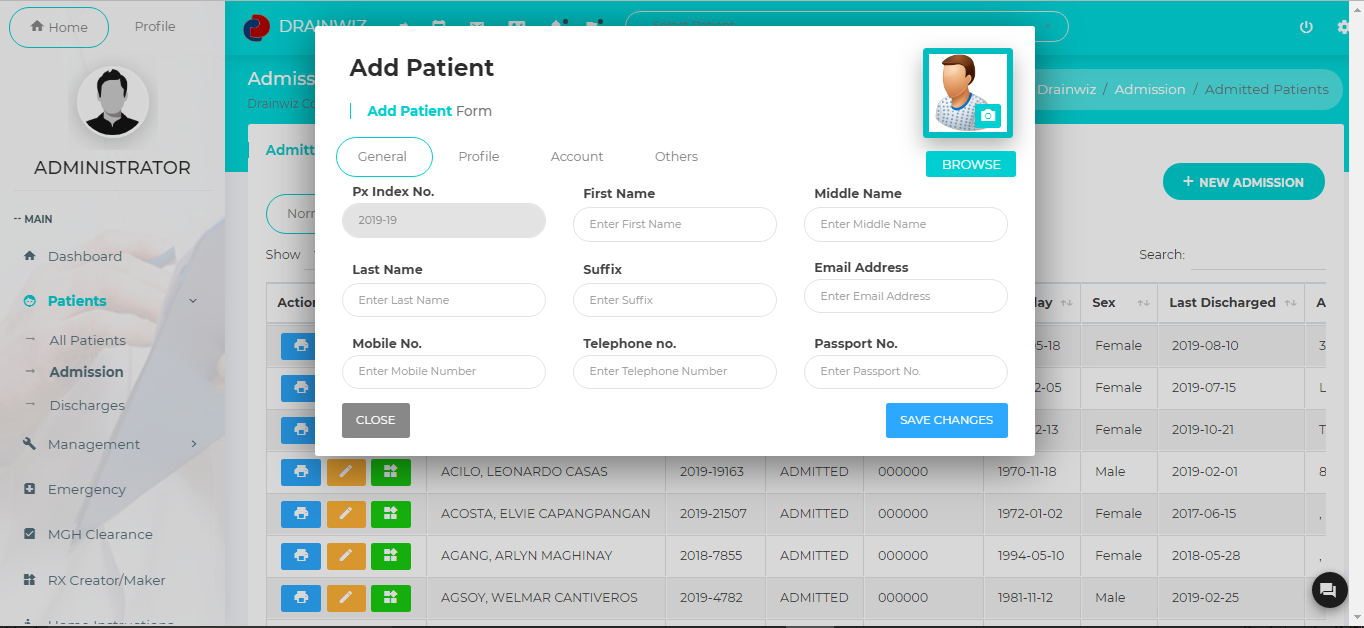 Home
Profile
DRAINWIZ
ADMINISTRATOR
-- MAIN
Dashboard
Patients
All Patients
Admission
Discharges
Management
Emergency
MGH Clearance
RX Creator/Maker
Home Instructions
Drainwiz / Admission / Admitted Patients
+ NEW ADMISSION
Show
Search:
Add Patient
Add Patient Form
General
Profile
Account
Others
BROWSE
Px Index No.
First Name
Middle Name
2019-19
Enter First Name
Enter Middle Name
Last Name
Suffix
Email Address
Enter Last Name
Enter Suffix
Enter Email Address
Mobile No.
Telephone no.
Passport No.
Enter Mobile Number
Enter Telephone Number
Enter Passport No.
CLOSE
SAVE CHANGES
Sex
Last Discharged
A
5-18 Female 2019-08-10 3
2-05 Female 2019-07-15 L
2-13 Female 2019-10-21 T
ACILO, LEONARDO CASAS 2019-19163 ADMITTED 000000 1970-11-18 Male 2019-02-01 8
ACOSTA, ELVIE CAPANGPANGAN 2019-21507 ADMITTED 000000 1972-01-02 Female 2017-06-15 ,
AGANG, ARLYN MAGHINAY 2018-7855 ADMITTED 000000 1994-05-10 Female 2018-05-28 ,
AGSOY, WELMAR CANTIVEROS 2019-4782 ADMITTED 000000 1981-11-12 Male 2019-02-25